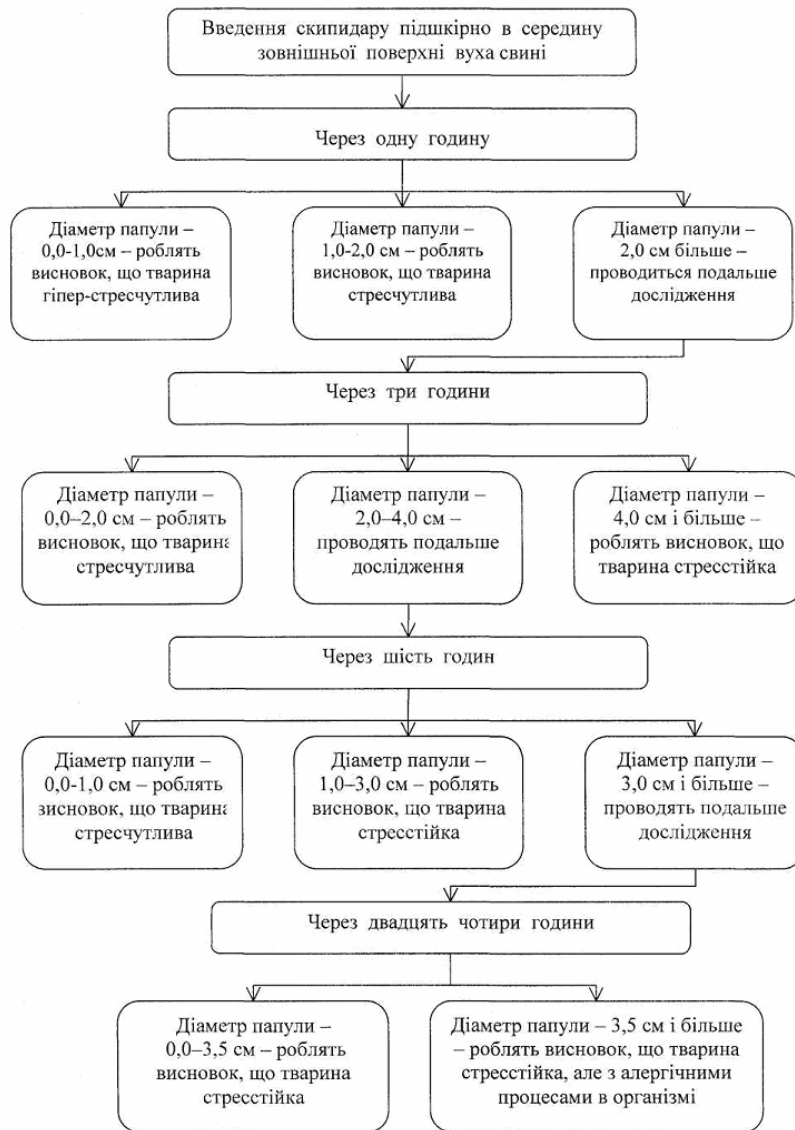 Введення скипидару підшкірно в середину
зовнішньої поверхні вуха свині
Через одну годину
Діаметр папули –
0,0-1,0см – роблять
висновок, що тварина
гіпер-стресчутлива
Діаметр папули –
1,0-2,0 см – роблять
висновок, що тварина
стресчутлива
Діаметр папули –
2,0 см більше –
проводиться подальше
дослідження
Через три години
Діаметр папули –
0,0–2,0 см – роблять
висновок, що тварина
стресчутлива
Діаметр папули –
2,0–4,0 см –
проводять подальше
дослідження
Діаметр папули –
4,0 см і більше –
роблять висновок, що
тварина стресстійка
Через шість годин
Діаметр папули –
0,0-1,0 см – роблять
зисновок, що тварина
стресчутлива
Діаметр папули –
1,0–3,0 см – роблять
висновок, що тварина
стресстійка
Діаметр папули –
3,0 см і більше –
проводять подальше
дослідження
Через двадцять чотири години
Діаметр папули –
0,0–3,5 см – роблять
висновок, що тварина
стресстійка
Діаметр папули – 3,5 см і більше
– роблять висновок, що тварина
стресстійка, але з алергічними
процесами в організмі